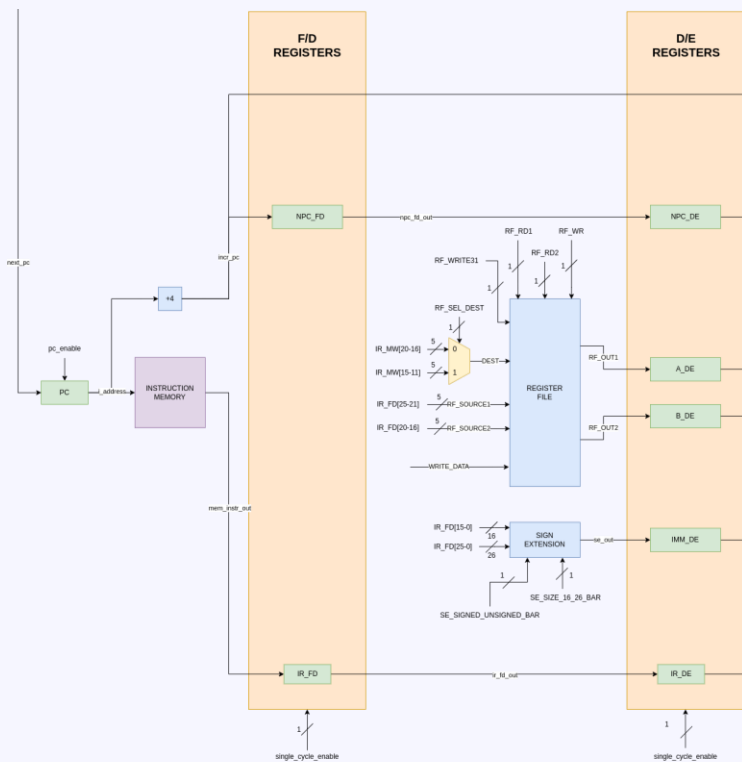 F/D
REGISTERS
D/E
REGISTERS
NPC_FD
npc_fd_out
NPC_DE
RF_RD1
RF_WR
RF_RD2
RF_WRITE31
1
1
1
1
next_pc
incr_pc
+4
RF_SEL_DEST
1
pc_enable
IR_MW[20-16]
5
0
IR_MW[15-11]
5
1
DEST
REGISTER
FILE
RF_OUT1
A_DE
PC
i_address
INSTRUCTION
MEMORY
IR_FD[25-21]
5
RF_SOURCE1
IR_FD[20-16]
5
RF_SOURCE2
RF_OUT2
B_DE
WRITE_DATA
mem_instr_out
IR_FD[15-0]
16
IR_FD[25-0]
26
SIGN
EXTENSION
se_out
IMM_DE
1
1
SE_SIZE_16_26_BAR
SE_SIGNED_UNSIGNED_BAR
IR_FD
ir_fd_out
IR_DE
1
single_cycle_enable
1
single_cycle_enable